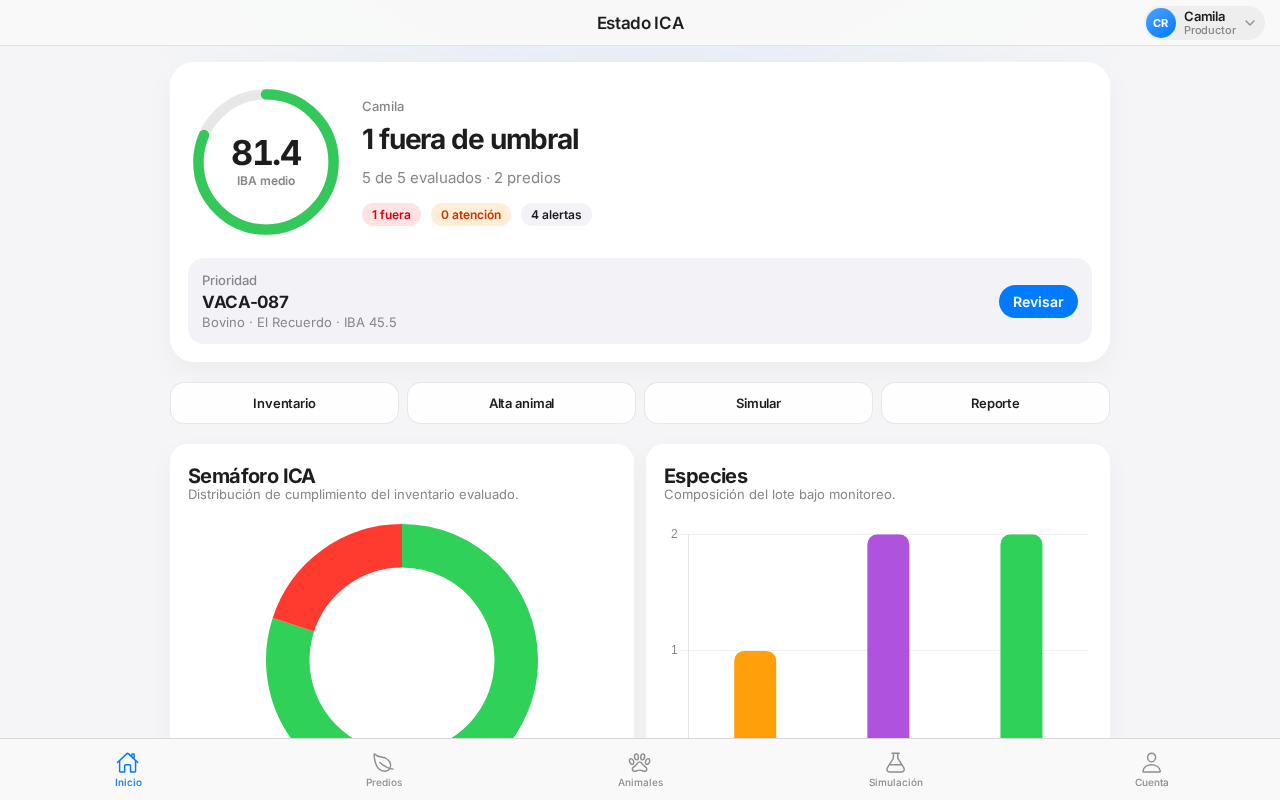 Estado ICA
CR
Camila
Productor
81.4
IBA medio
Camila
1 fuera de umbral
5 de 5 evaluados · 2 predios
1 fuera
0 atención
4 alertas
Prioridad
VACA-087
Bovino · El Recuerdo · IBA 45.5
Revisar
Inventario
Alta animal
Simular
Reporte
Semáforo ICA
Distribución de cumplimiento del inventario evaluado.
Especies
Composición del lote bajo monitoreo.
2
1
Inicio
Predios
Animales
Simulación
Cuenta